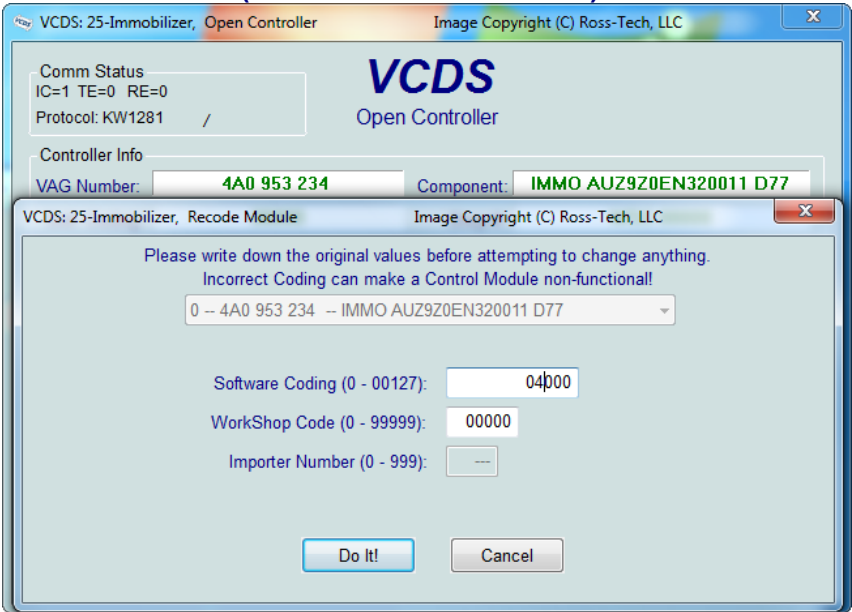 VCDS: 25-Immobilizer, Open Controller Image Copyright (C) Ross-Tech, LLC
Comm Status
IC=1 TE=0 RE=0
Protocol: KW1281 /
VCDS
Open Controller
Controller Info
VAG Number: 4A0 953 234 Component: IMMO AUZ9Z0EN320011 D77
VCDS: 25-Immobilizer, Recode Module Image Copyright (C) Ross-Tech, LLC
Please write down the original values before attempting to change anything.
Incorrect Coding can make a Control Module non-functional!
0 -- 4A0 953 234 -- IMMO AUZ9Z0EN320011 D77
Software Coding (0 - 00127): 04000
WorkShop Code (0 - 99999): 00000
Importer Number (0 - 999): ---
Do It! Cancel